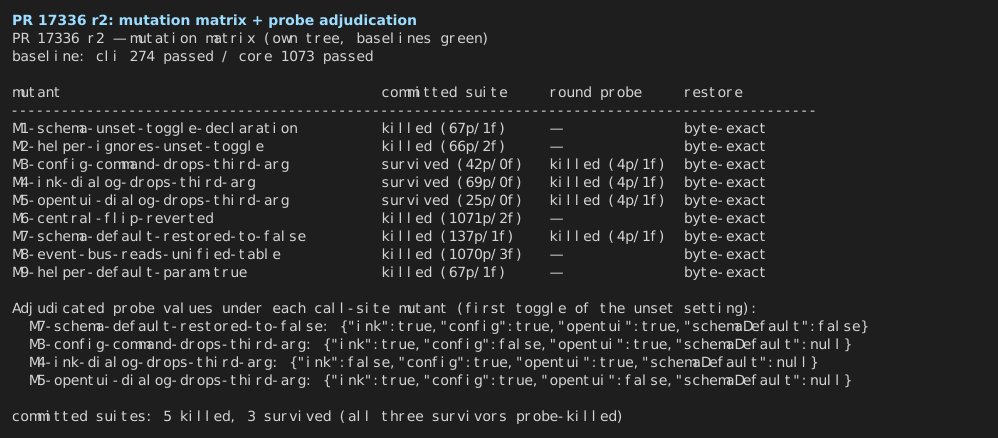 PR 17336 r2: mutation matrix + probe adjudication
PR 17336 r2 — mutation matrix (own tree, baselines green)
baseline: cli 274 passed / core 1073 passed
mutant committed suite round probe restore
------------------------------------------------------------------------------------------
M1-schema-unset-toggle-declaration killed (67p/1f) — byte-exact
M2-helper-ignores-unset-toggle killed (66p/2f) — byte-exact
M3-config-command-drops-third-arg survived (42p/0f) killed (4p/1f) byte-exact
M4-ink-dialog-drops-third-arg survived (69p/0f) killed (4p/1f) byte-exact
M5-opentui-dialog-drops-third-arg survived (25p/0f) killed (4p/1f) byte-exact
M6-central-flip-reverted killed (1071p/2f) — byte-exact
M7-schema-default-restored-to-false killed (137p/1f) killed (4p/1f) byte-exact
M8-event-bus-reads-unified-table killed (1070p/3f) — byte-exact
M9-helper-default-param-true killed (67p/1f) — byte-exact
Adjudicated probe values under each call-site mutant (first toggle of the unset setting):
M7-schema-default-restored-to-false: {"ink":true,"config":true,"opentui":true,"schemaDefault":false}
M3-config-command-drops-third-arg: {"ink":true,"config":false,"opentui":true,"schemaDefault":null}
M4-ink-dialog-drops-third-arg: {"ink":false,"config":true,"opentui":true,"schemaDefault":null}
M5-opentui-dialog-drops-third-arg: {"ink":true,"config":true,"opentui":false,"schemaDefault":null}
committed suites: 5 killed, 3 survived (all three survivors probe-killed)